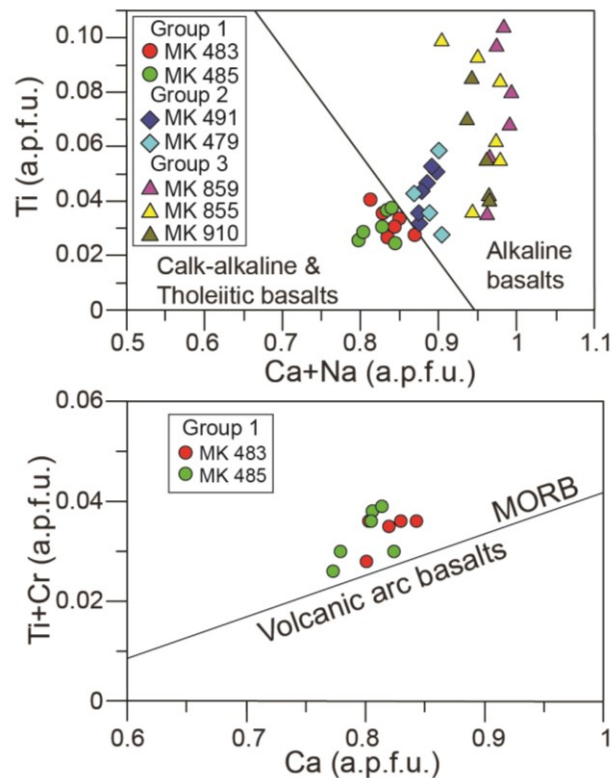 0.10
0.08
0.06
0.04
0.02
0
Ti (a.p.f.u.)
Group 1
MK 483
MK 485
Group 2
MK 491
MK 479
Group 3
MK 859
MK 855
MK 910
Calk-alkaline &
Tholeiitic basalts
Alkaline
basalts
0.5 0.6 0.7 0.8 0.9 1 1.1
Ca+Na (a.p.f.u.)
0.06
0.04
0.02
0
Ti+Cr (a.p.f.u.)
Group 1
MK 483
MK 485
MORB
Volcanic arc basalts
0.6 0.7 0.8 0.9 1
Ca (a.p.f.u.)